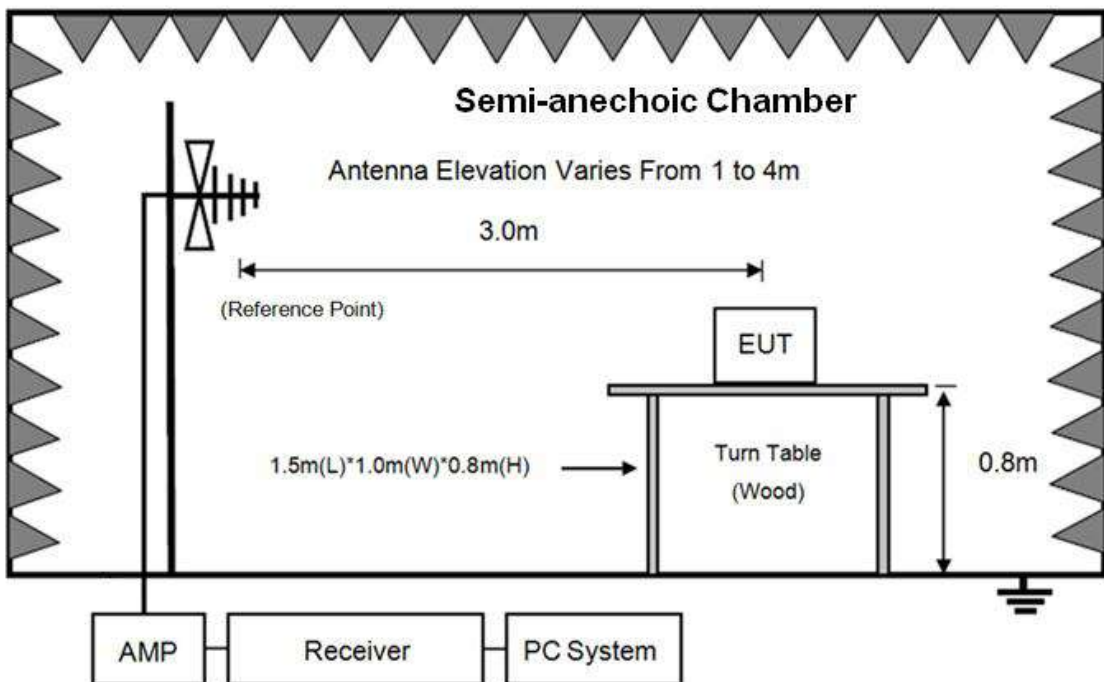 Semi-anechoic Chamber
Antenna Elevation Varies From 1 to 4m
3.0m
(Reference Point)
EUT
1.5m(L)*1.0m(W)*0.8m(H)
Turn Table
(Wood)
0.8m
AMP
Receiver
PC System